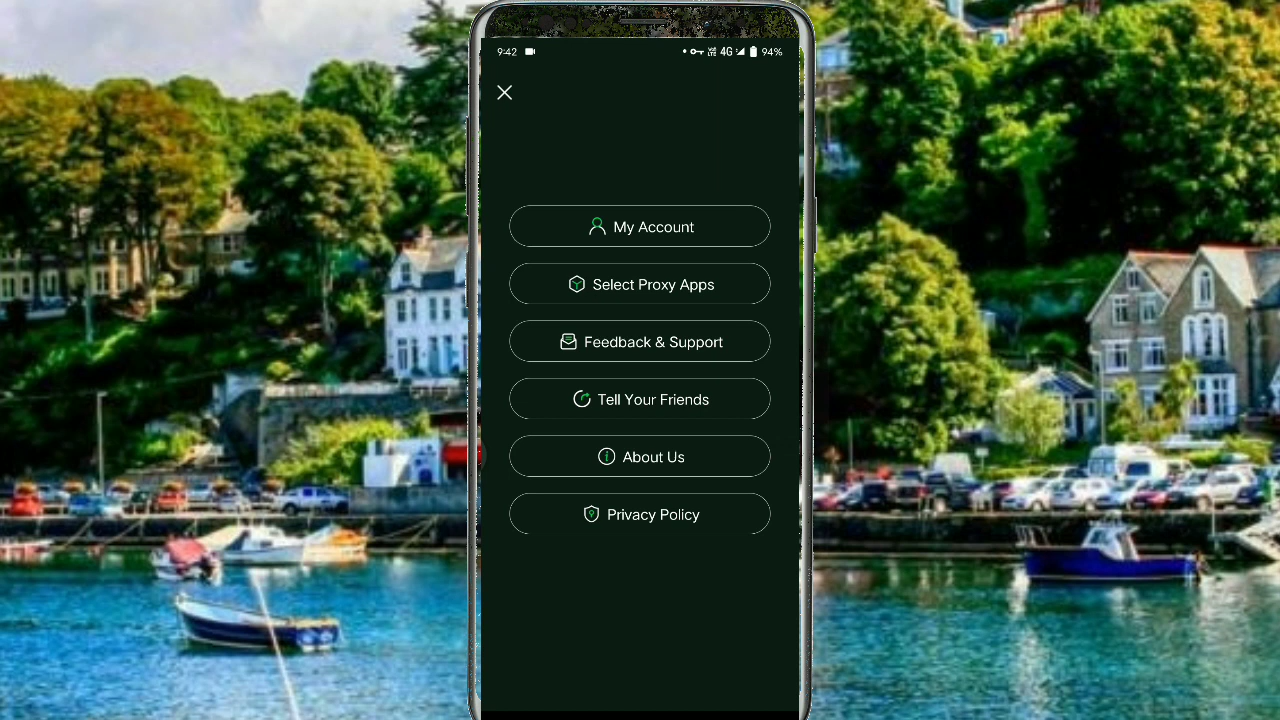 9:42 4G 94%
My Account
Select Proxy Apps
Feedback & Support
Tell Your Friends
About Us
Privacy Policy